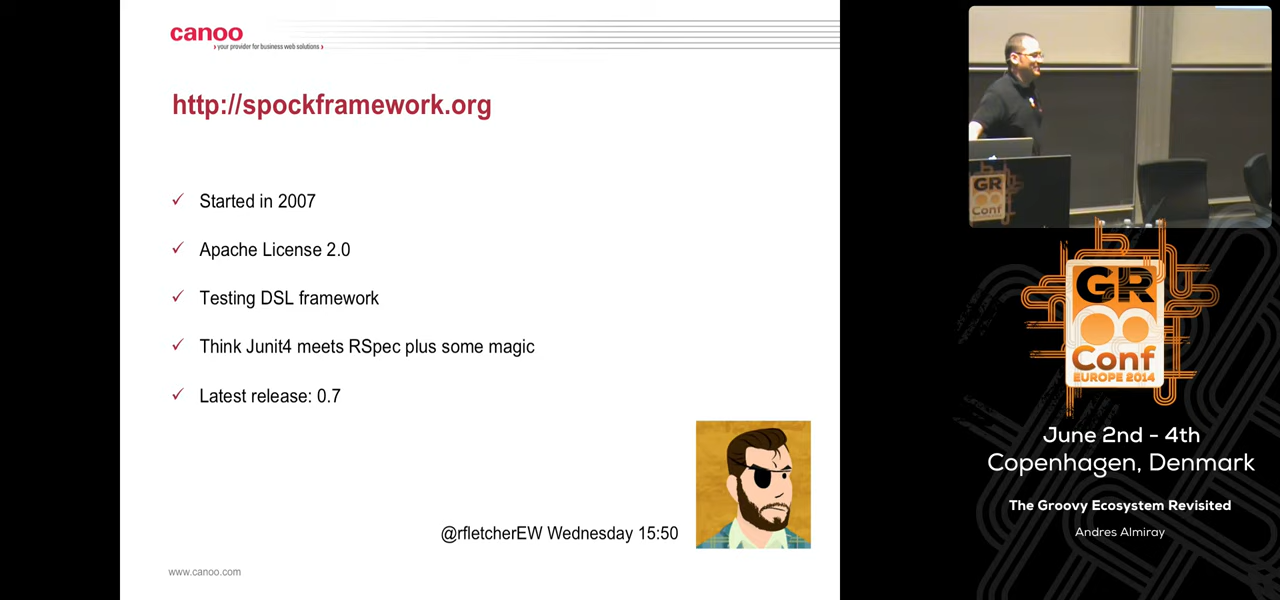 canoo
your provider for business web solutions
http://spockframework.org
Started in 2007
Apache License 2.0
Testing DSL framework
Think Junit4 meets RSpec plus some magic
Latest release: 0.7
@rfletcherEW Wednesday 15:50
www.canoo.com
GR
Conf
GR
Conf
EUROPE 2014
June 2nd - 4th
Copenhagen, Denmark
The Groovy Ecosystem Revisited
Andres Almiray